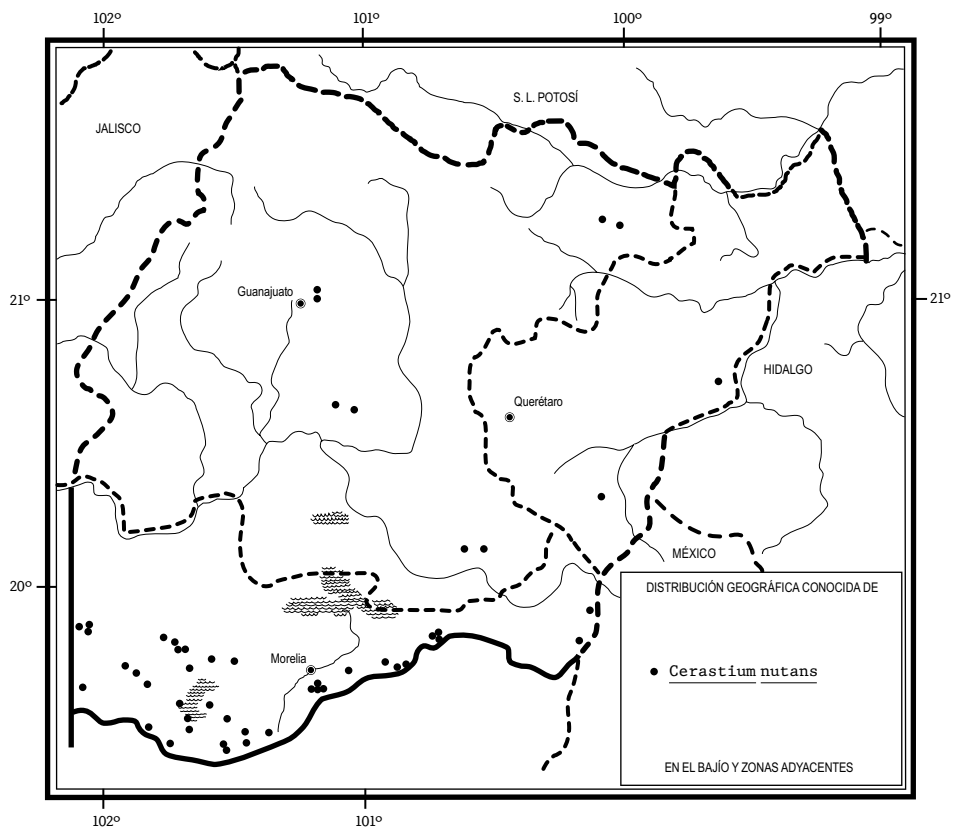 102º 101º 100º 99º
S. L. POTOSÍ
JALISCO
Guanajuato
21º 21º
HIDALGO
Querétaro
MÉXICO
20º
DISTRIBUCIÓN GEOGRÁFICA CONOCIDA DE
Morelia
Cerastium nutans
EN EL BAJÍO Y ZONAS ADYACENTES
102º 101º